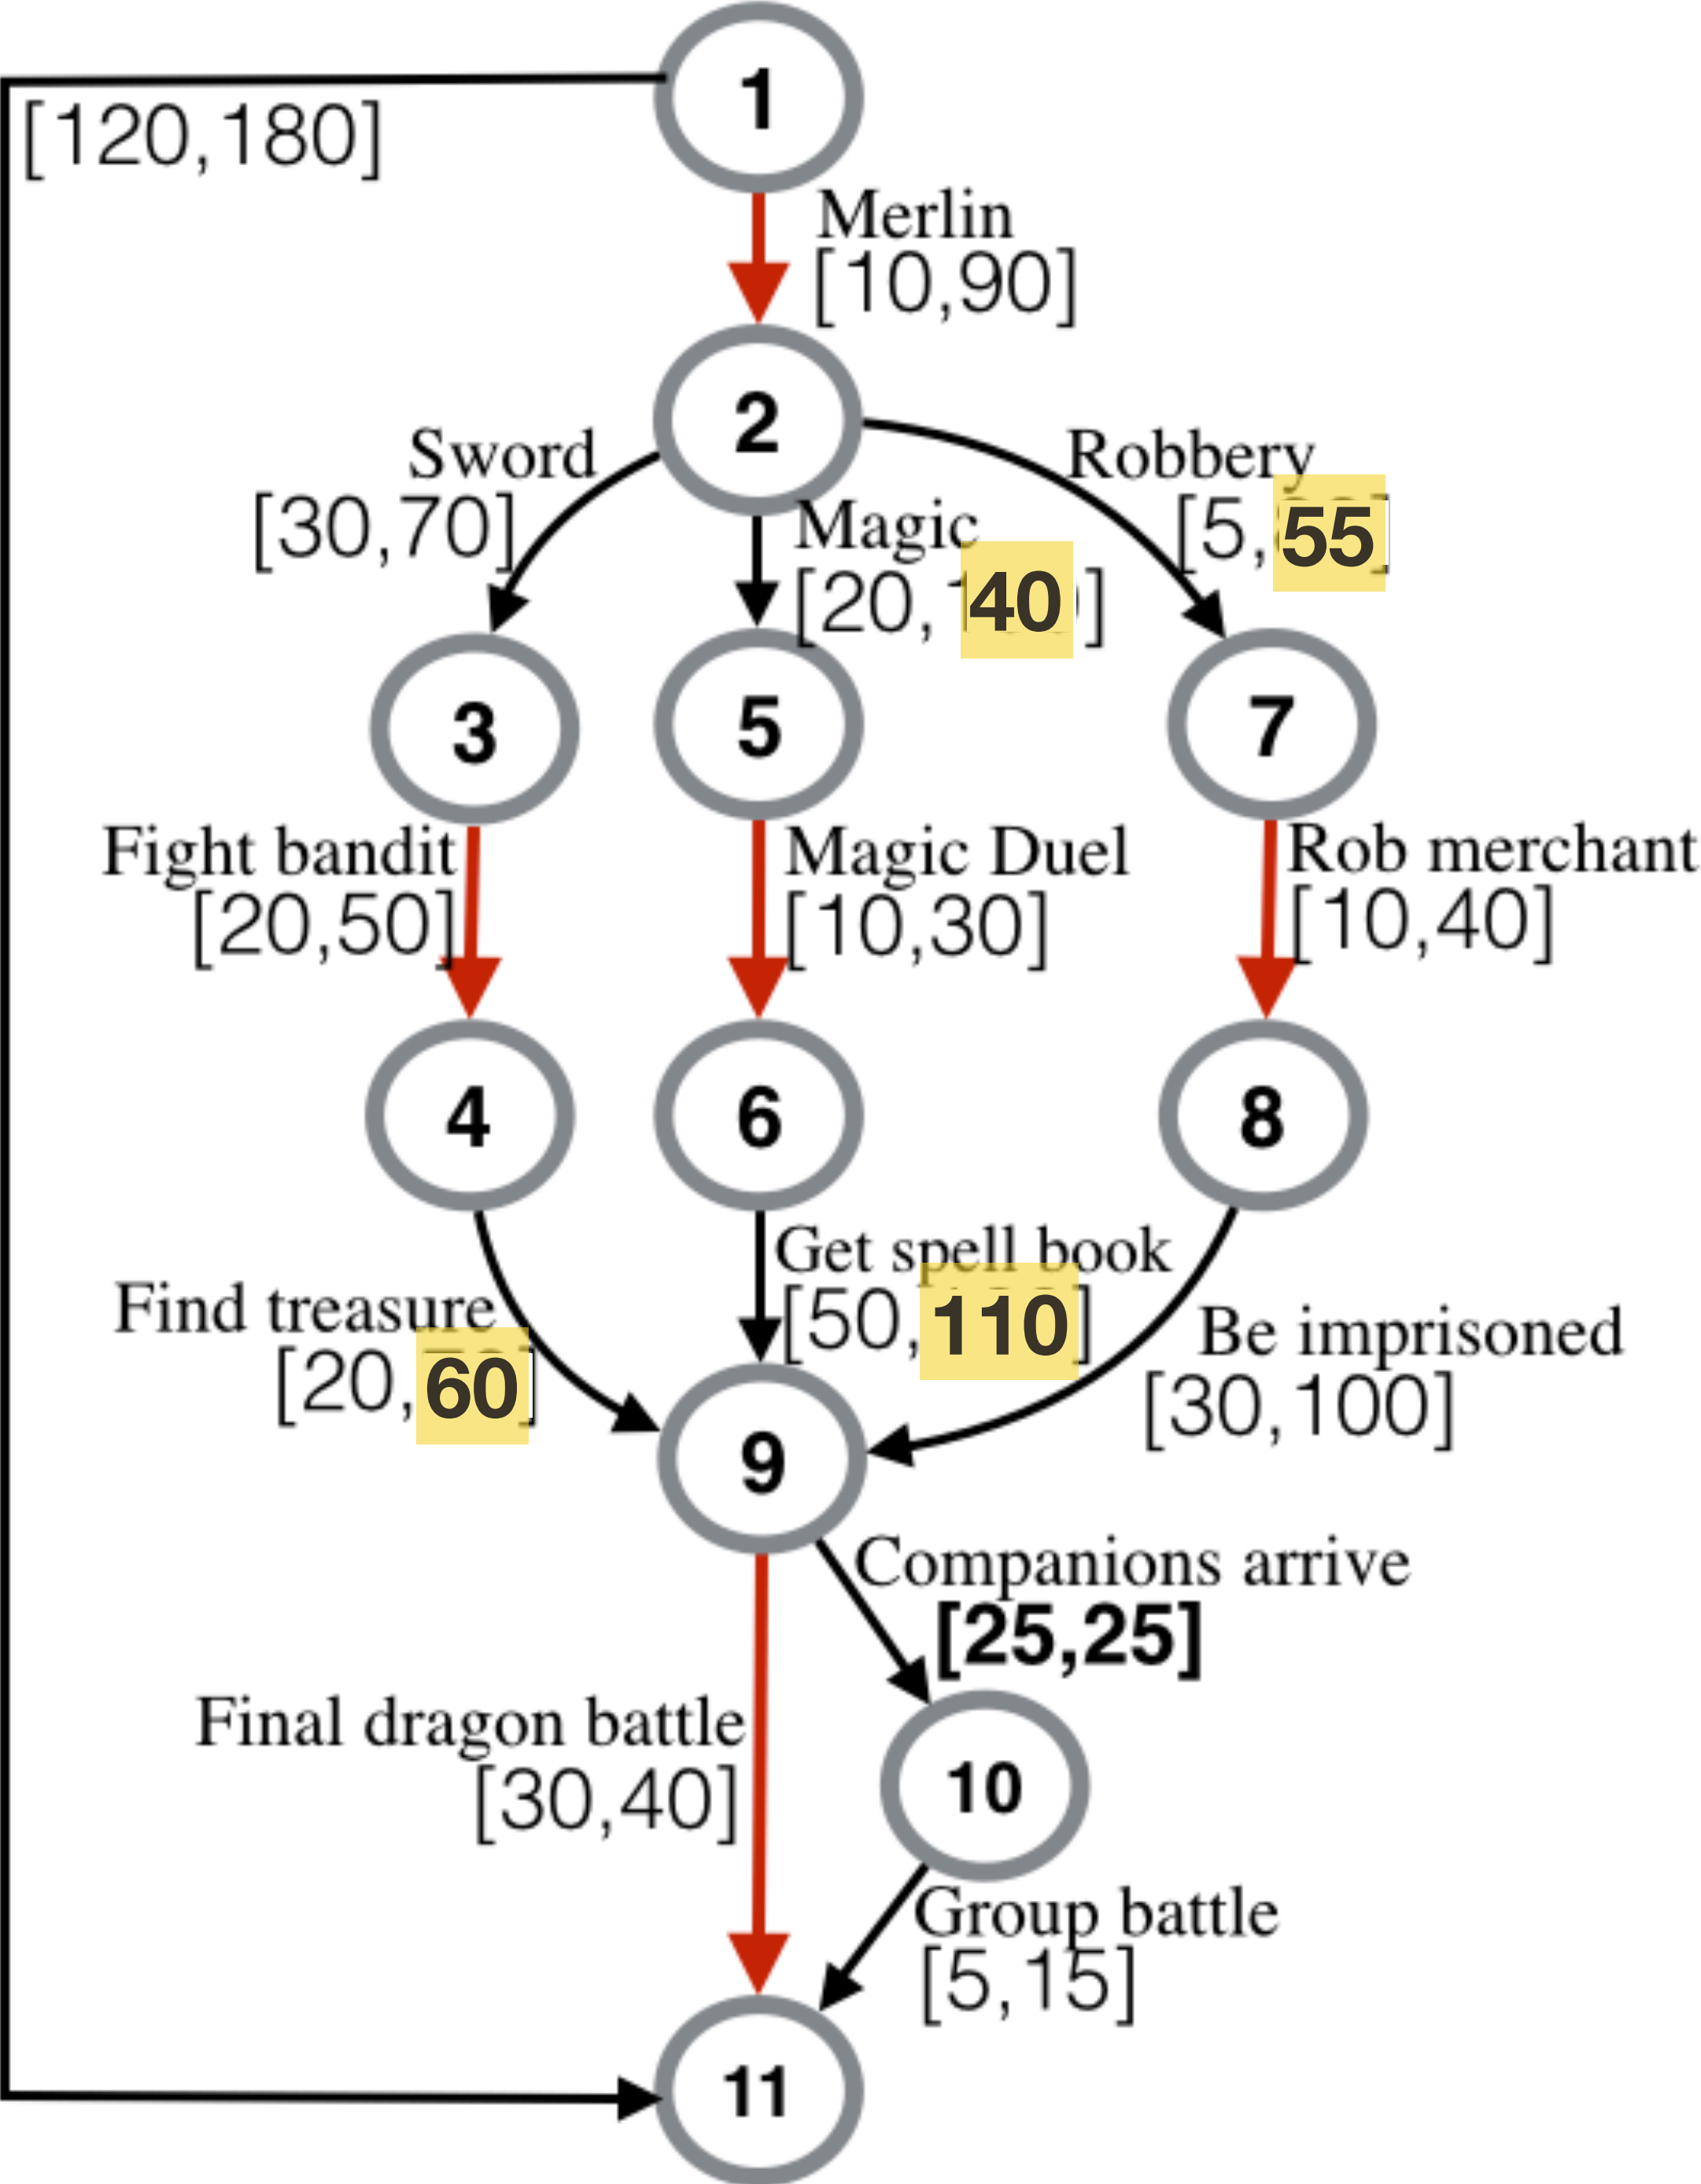 1
[120,180]
Merlin
[10,90]
2
Sword
[30,70]
Magic
[20, 40]
Robbery
[5,55]
3
5
7
Fight bandit
[20,50]
Magic Duel
[10,30]
Rob merchant
[10,40]
4
6
8
Find treasure
[20,60]
Get spell book
[50,110]
Be imprisoned
[30,100]
9
Companions arrive
[25,25]
Final dragon battle
[30,40]
10
Group battle
[5,15]
11